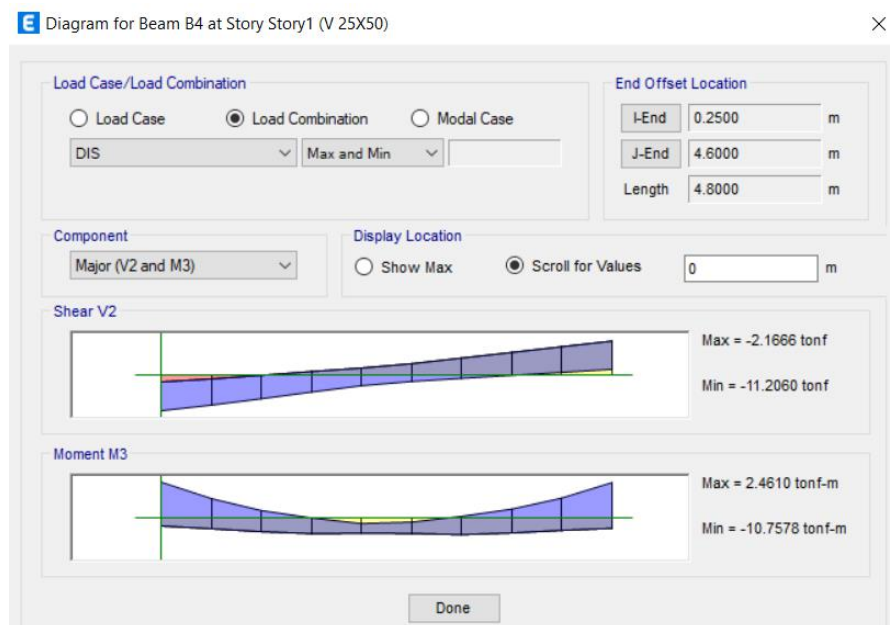 E Diagram for Beam B4 at Story Story1 (V 25X50)
Load Case/Load Combination
Load Case Load Combination Modal Case
DIS Max and Min
End Offset Location
I-End 0.2500 m
J-End 4.6000 m
Length 4.8000 m
Component
Major (V2 and M3)
Display Location
Show Max Scroll for Values 0 m
Shear V2
Max = -2.1666 tonf
Min = -11.2060 tonf
Moment M3
Max = 2.4610 tonf-m
Min = -10.7578 tonf-m
Done